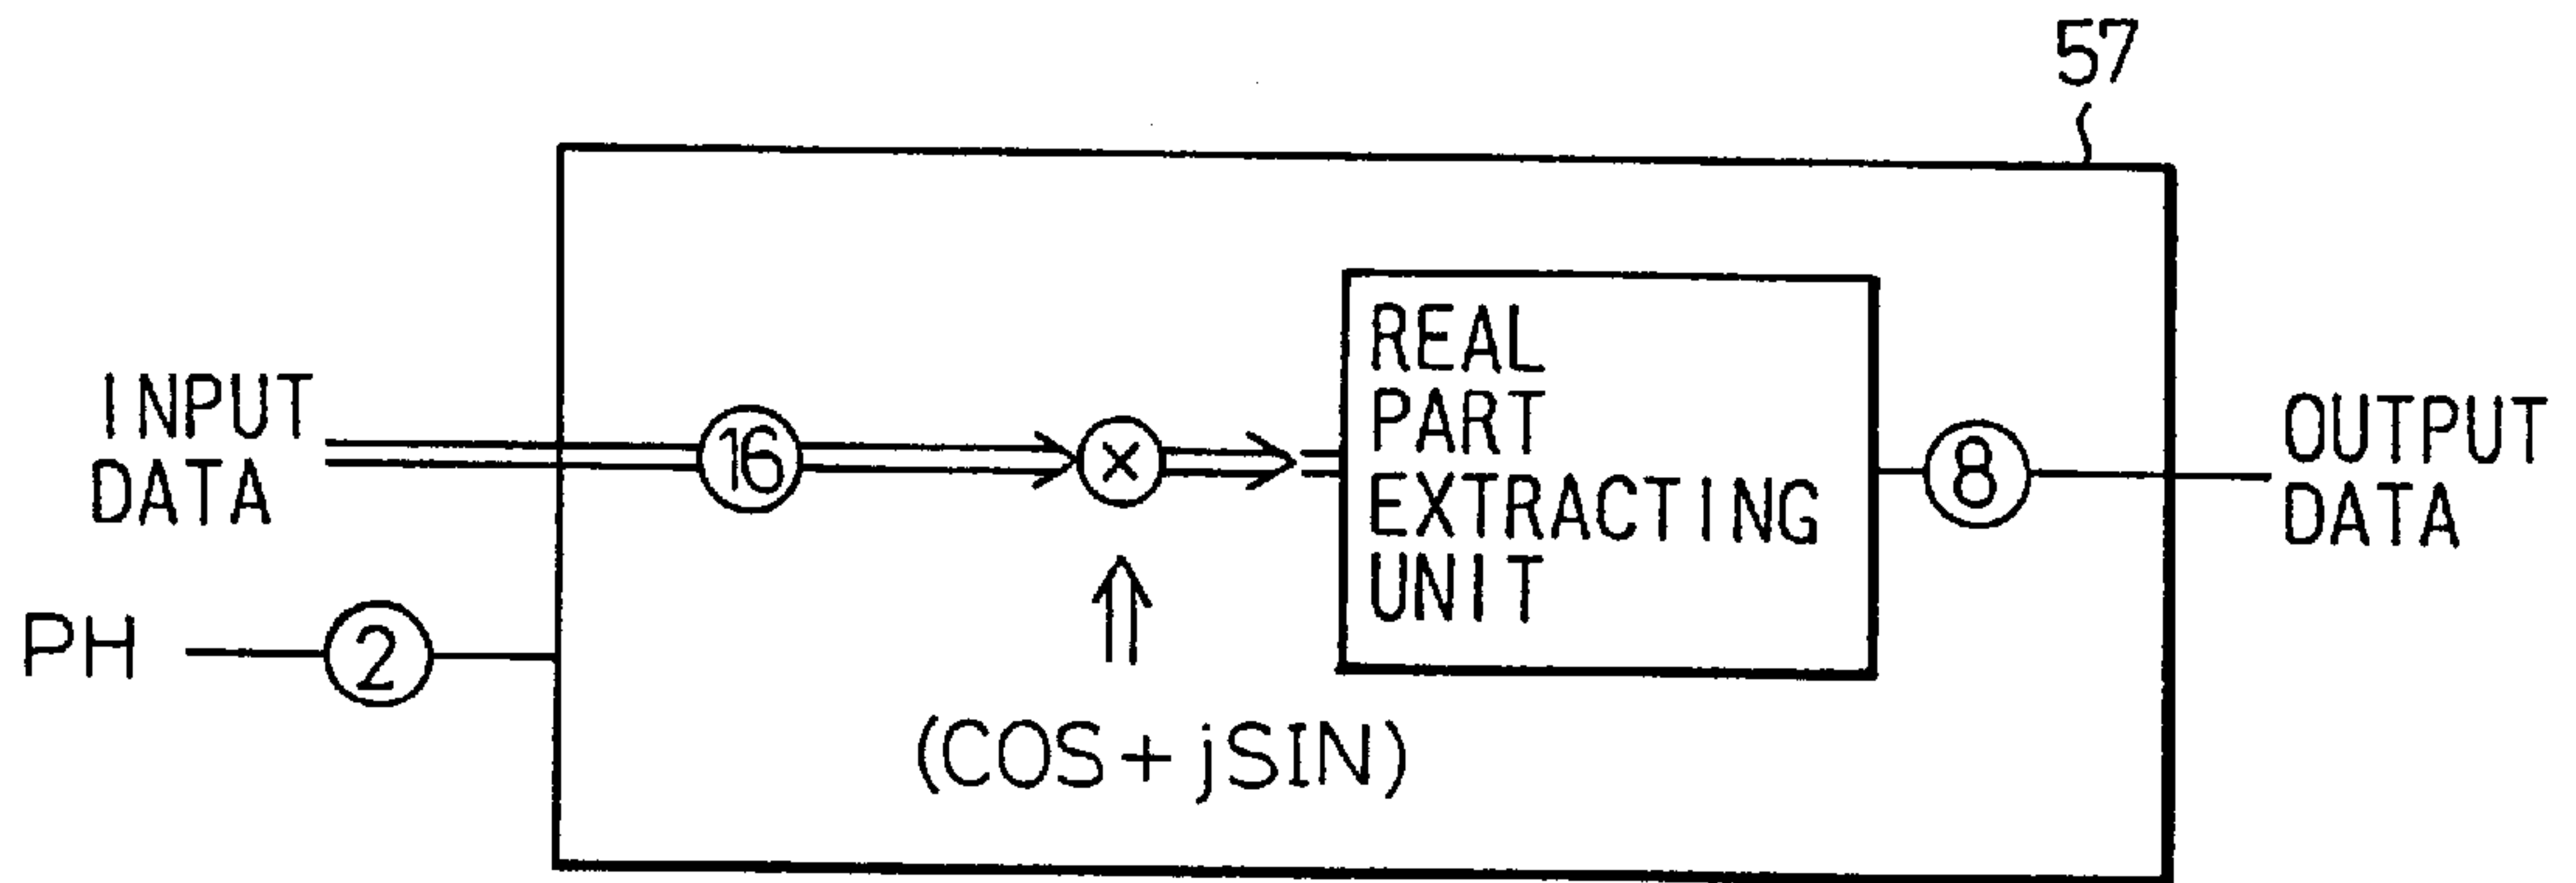 57
INPUT
DATA
16
×
REAL
PART
EXTRACTING
UNIT
8
OUTPUT
DATA
PH
2
(COS + jSIN)